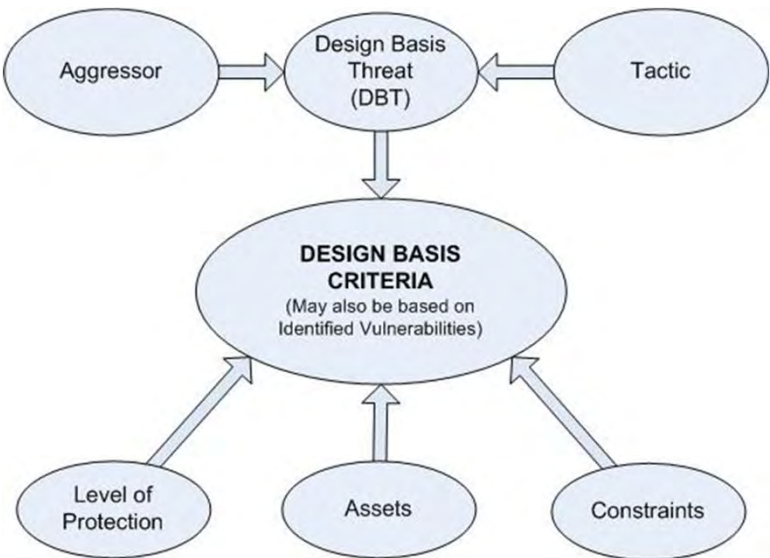 Aggressor
Design Basis
Threat
(DBT)
Tactic
DESIGN BASIS
CRITERIA
(May also be based on
Identified Vulnerabilities)
Level of
Protection
Assets
Constraints